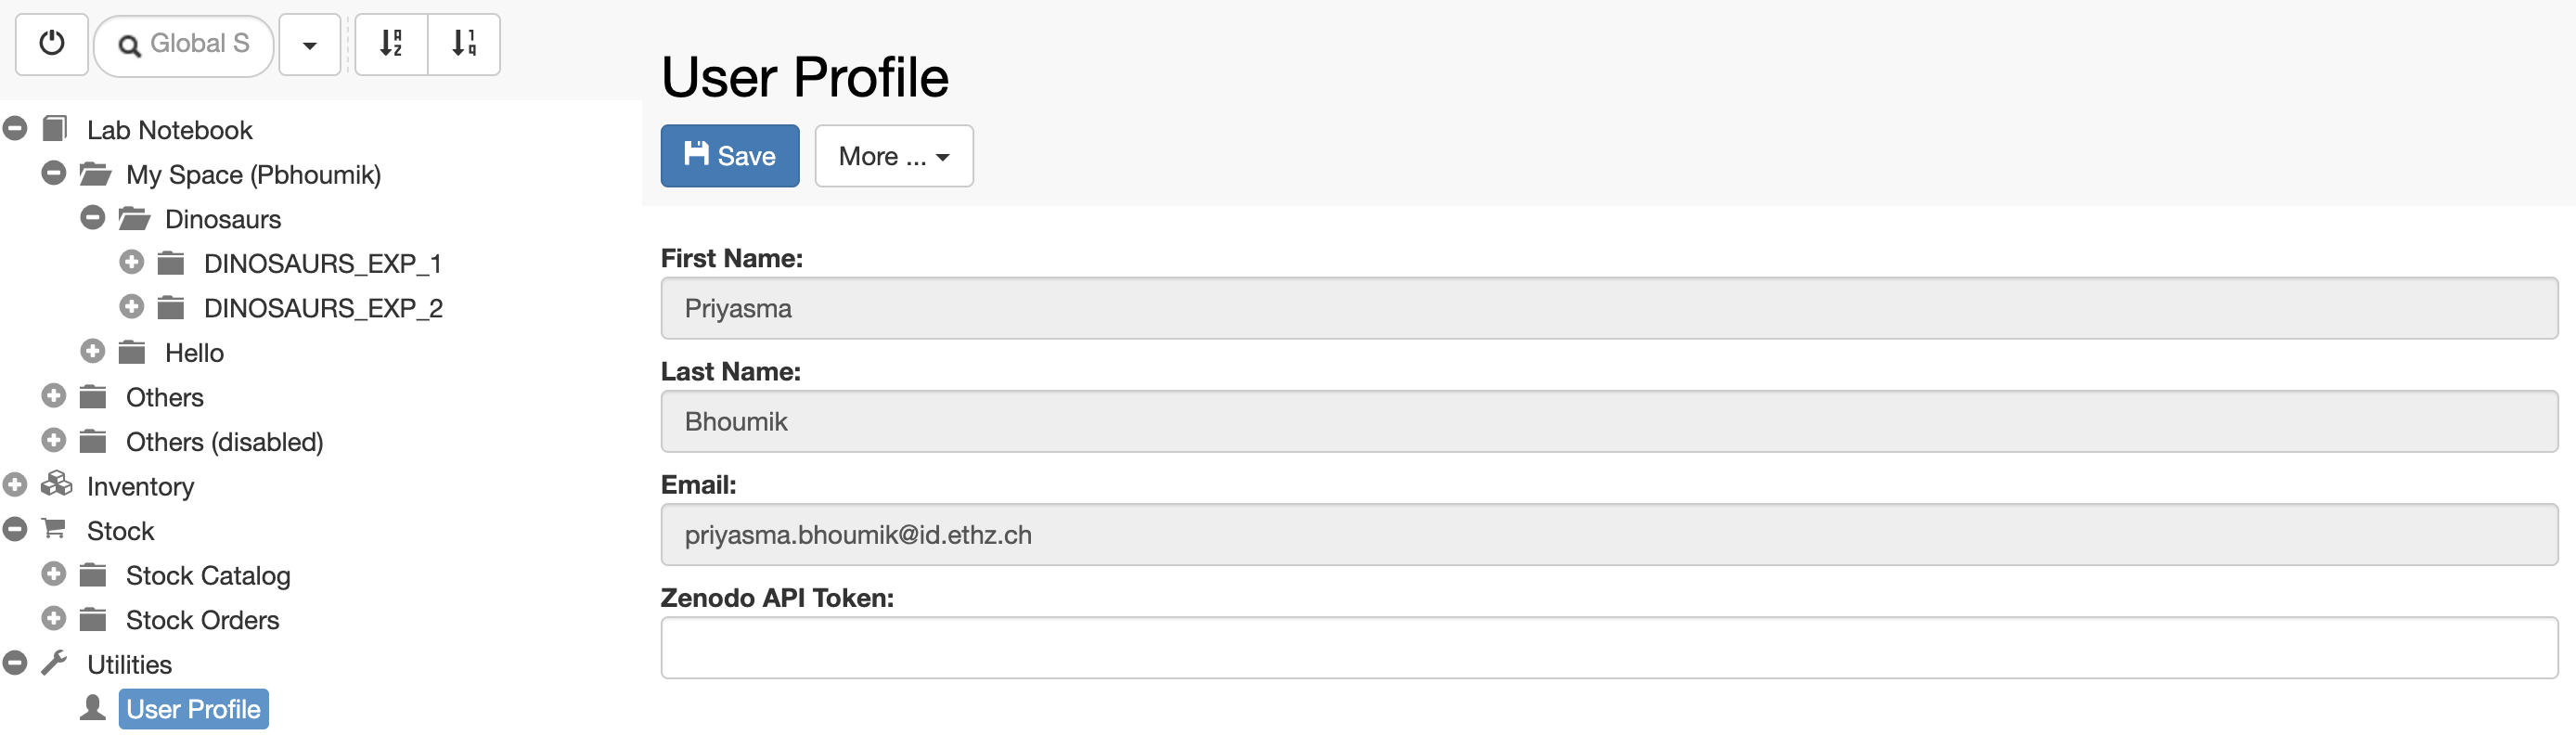 Global S
Lab Notebook
My Space (Pbhoumik)
Dinosaurs
DINOSAURS_EXP_1
DINOSAURS_EXP_2
Hello
Others
Others (disabled)
Inventory
Stock
Stock Catalog
Stock Orders
Utilities
User Profile
User Profile
Save More ...
First Name:
Priyasma
Last Name:
Bhoumik
Email:
priyasma.bhoumik@id.ethz.ch
Zenodo API Token: